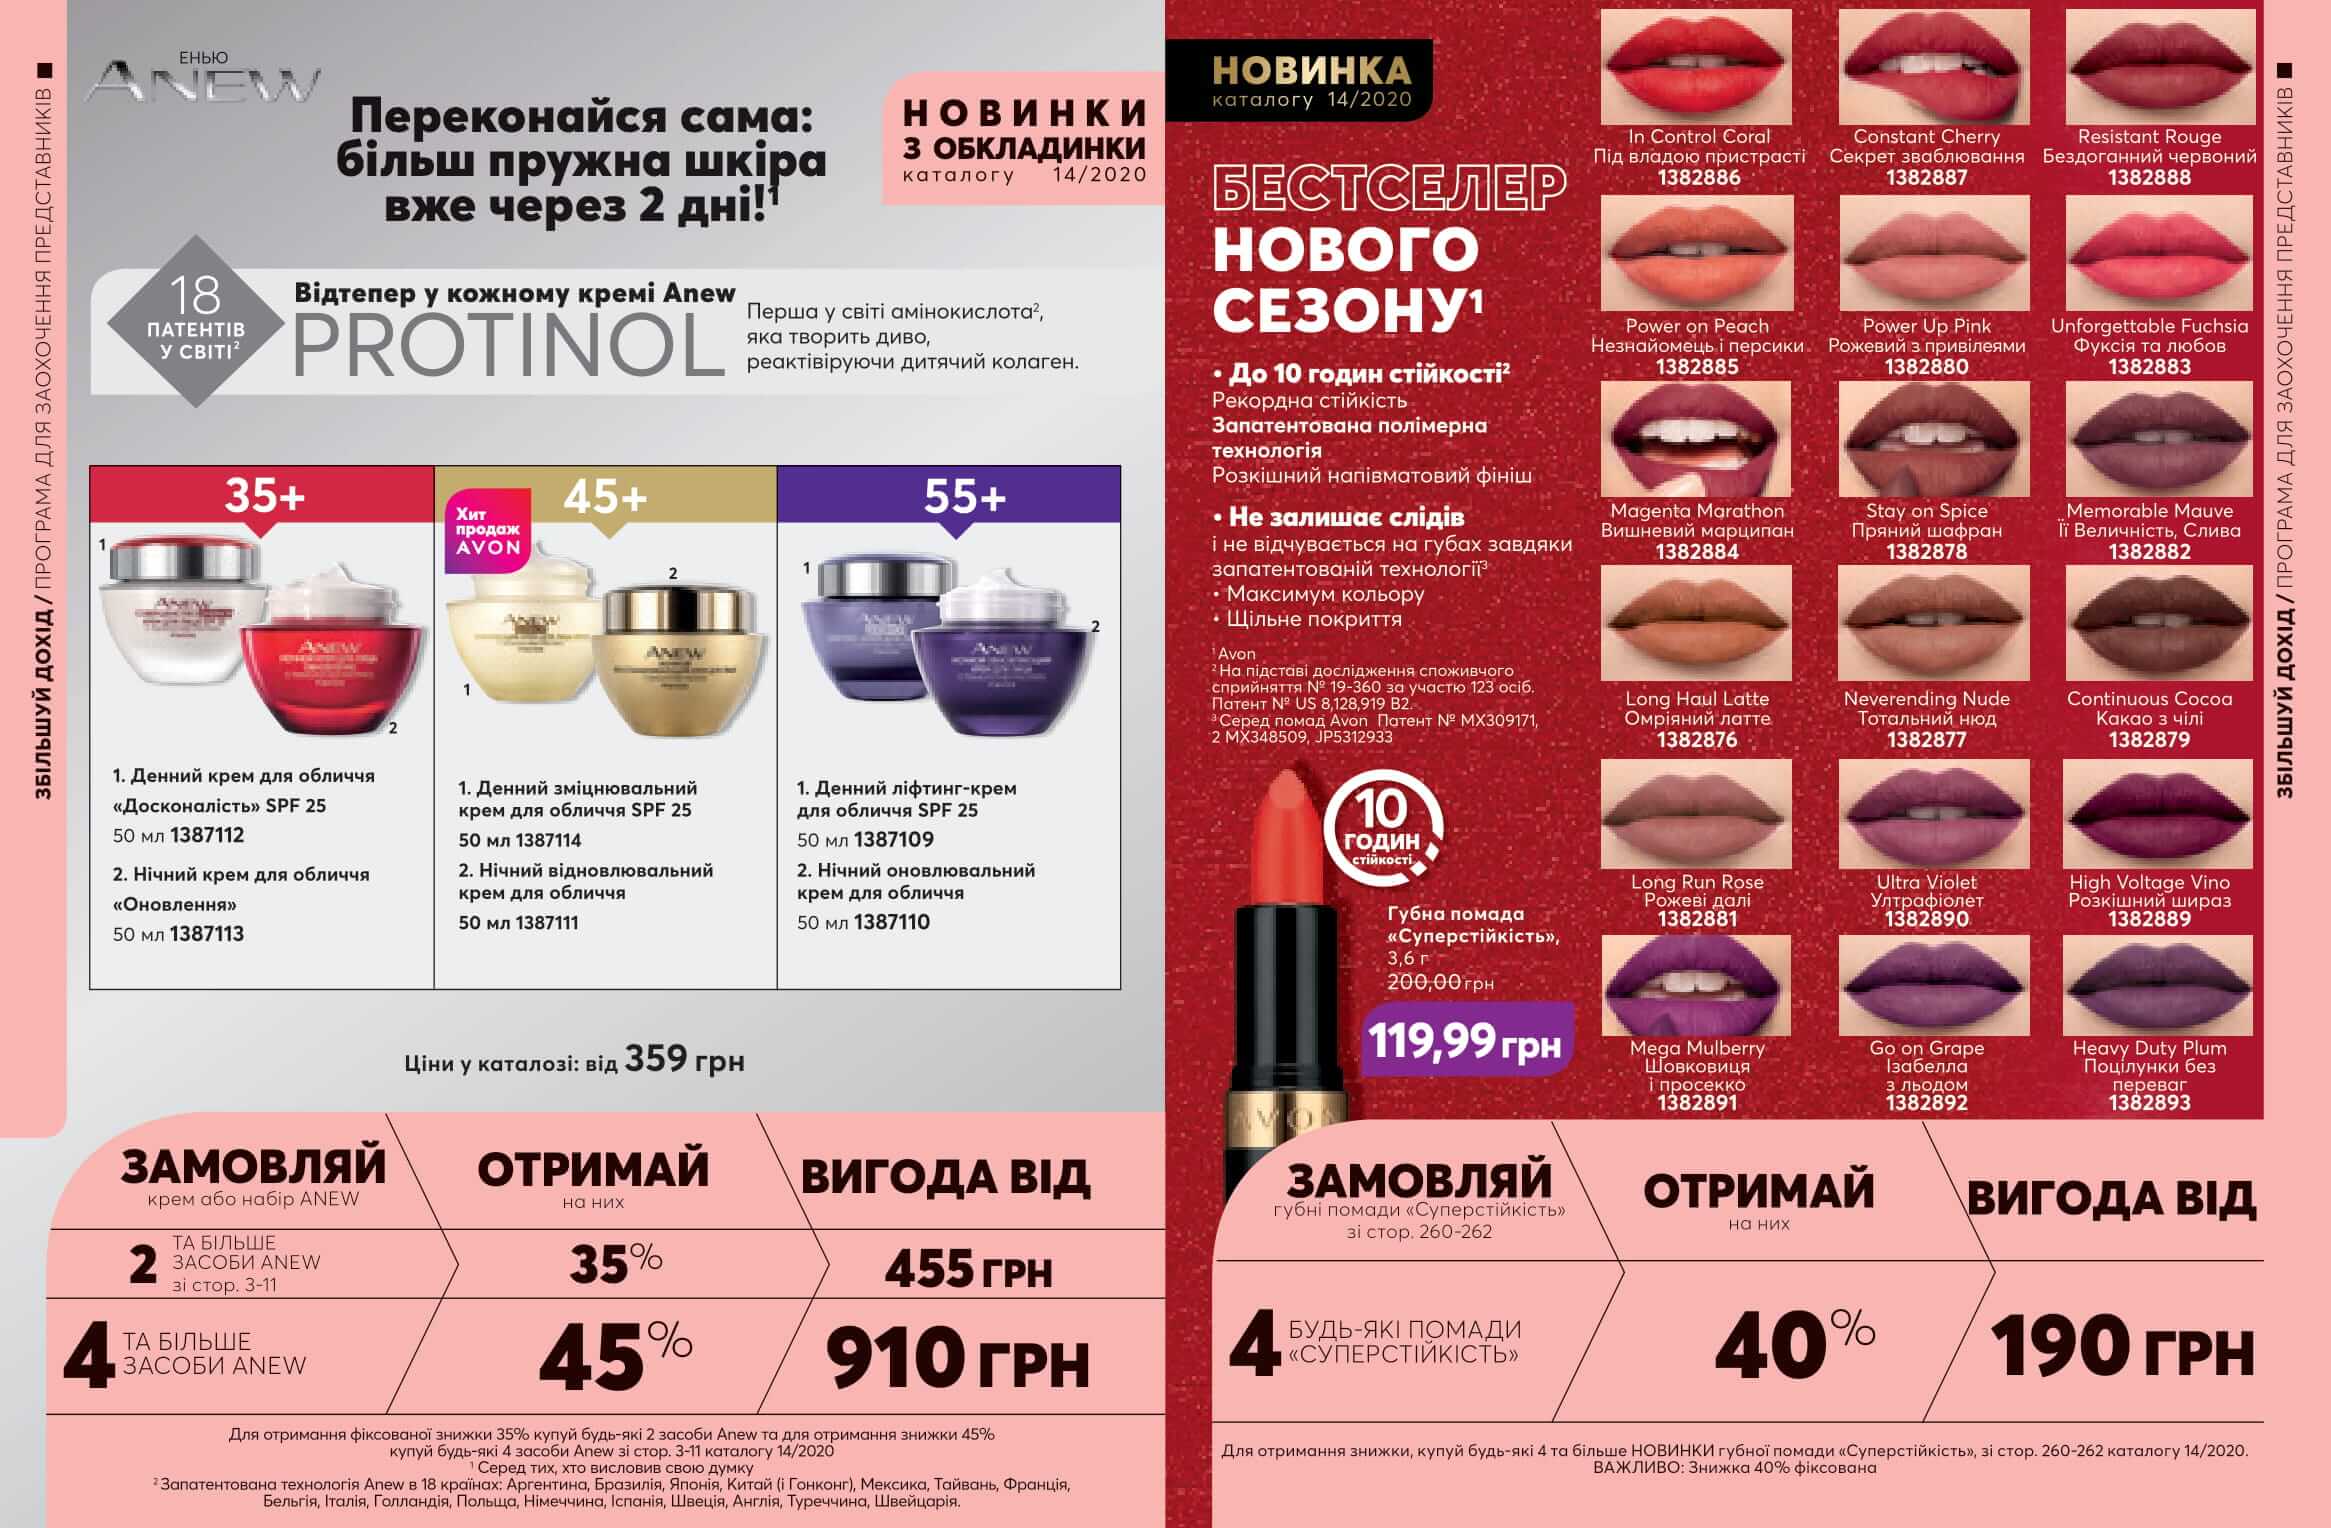 ЗБІЛЬШУЙ ДОХІД / ПРОГРАМА ДЛЯ ЗАОХОЧЕННЯ ПРЕДСТАВНИКІВ
ЕНЬЮ
ANEW
Переконайся сама:
більш пружна шкіра
вже через 2 дні!¹
НОВИНКИ
З ОБКЛАДИНКИ
каталогу 14/2020
18
ПАТЕНТІВ
У СВІТІ²
Відтепер у кожному кремі Anew
PROTINOL
Перша у світі амінокислота²,
яка творить диво,
реактівіруючи дитячий колаген.
35+
1
2
1. Денний крем для обличчя
«Досконалість» SPF 25
50 мл 1387112
2. Нічний крем для обличчя
«Оновлення»
50 мл 1387113
45+
Хит
продаж
AVON
1
2
1. Денний зміцнювальний
крем для обличчя SPF 25
50 мл 1387114
2. Нічний відновлювальний
крем для обличчя
50 мл 1387111
55+
1
2
1. Денний ліфтинг-крем
для обличчя SPF 25
50 мл 1387109
2. Нічний оновлювальний
крем для обличчя
50 мл 1387110
Ціни у каталозі: від 359 грн
ЗАМОВЛЯЙ
крем або набір ANEW
ОТРИМАЙ
на них
ВИГОДА ВІД
2 ТА БІЛЬШЕ
ЗАСОБИ ANEW
зі стор. 3-11
35%
455 ГРН
4 ТА БІЛЬШЕ
ЗАСОБИ ANEW
45%
910 ГРН
Для отримання фіксованої знижки 35% купуй будь-які 2 засоби Anew та для отримання знижки 45%
купуй будь-які 4 засоби Anew зі стор. 3-11 каталогу 14/2020
¹ Серед тих, хто висловив свою думку
² Запатентована технологія Anew в 18 країнах: Аргентина, Бразилія, Японія, Китай (і Гонконг), Мексика, Тайвань, Франція,
Бельгія, Італія, Голландія, Польща, Німеччина, Іспанія, Швеція, Англія, Туреччина, Швейцарія.
НОВИНКА
каталогу 14/2020
БЕСТСЕЛЕР
НОВОГО
СЕЗОНУ¹
• До 10 годин стійкості²
Рекордна стійкість
Запатентована полімерна
технологія
Розкішний напівматовий фініш
• Не залишає слідів
і не відчувається на губах завдяки
запатентованій технології³
• Максимум кольору
• Щільне покриття
¹ Avon
² На підставі дослідження споживчого
сприйняття № 19-360 за участю 123 осіб.
Патент № US 8,128,919 B2.
³ Серед помад Avon Патент № MX309171,
2 MX348509, JP5312933
10
ГОДИН
стійкості
Губна помада
«Суперстійкість»,
3,6 г
200,00 грн
119,99 грн
AVON
In Control Coral
Під владою пристрасті
1382886
Constant Cherry
Секрет зваблювання
1382887
Resistant Rouge
Бездоганний червоний
1382888
Power on Peach
Незнайомець і персики
1382885
Power Up Pink
Рожевий з привілеями
1382880
Unforgettable Fuchsia
Фуксія та любов
1382883
Magenta Marathon
Вишневий марципан
1382884
Stay on Spice
Пряний шафран
1382878
Memorable Mauve
Її Величність, Слива
1382882
Long Haul Latte
Омріяний латте
1382876
Neverending Nude
Тотальний нюд
1382877
Continuous Cocoa
Какао з чілі
1382879
Long Run Rose
Рожеві далі
1382881
Ultra Violet
Ултрафіолет
1382890
High Voltage Vino
Розкішний шираз
1382889
Mega Mulberry
Шовковиця
і просекко
1382891
Go on Grape
Ізабелла
з льодом
1382892
Heavy Duty Plum
Поцілунки без
переваг
1382893
ЗАМОВЛЯЙ
губні помади «Суперстійкість»
зі стор. 260-262
ОТРИМАЙ
на них
ВИГОДА ВІД
4 БУДЬ-ЯКІ ПОМАДИ
«СУПЕРСТІЙКІСТЬ»
40%
190 ГРН
Для отримання знижки, купуй будь-які 4 та більше НОВИНКИ губної помади «Суперстійкість», зі стор. 260-262 каталогу 14/2020.
ВАЖЛИВО: Знижка 40% фіксована
ЗБІЛЬШУЙ ДОХІД / ПРОГРАМА ДЛЯ ЗАОХОЧЕННЯ ПРЕДСТАВНИКІВ